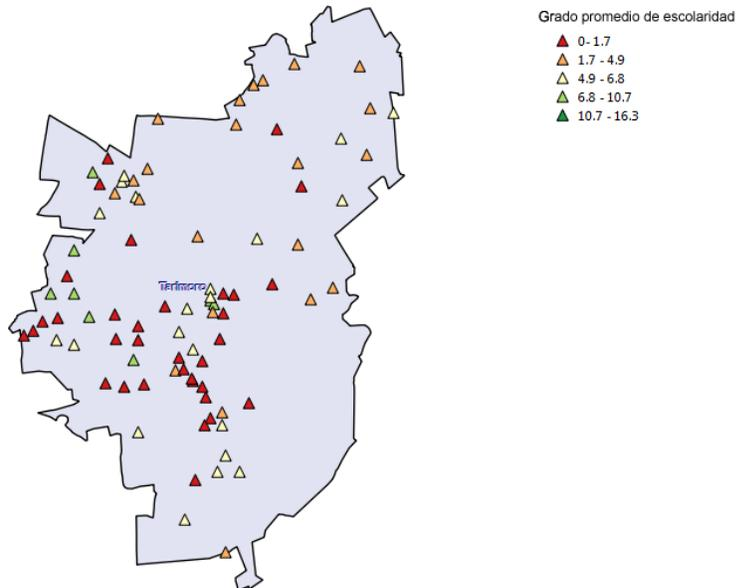 Grado promedio de escolaridad
0- 1.7
1.7 - 4.9
4.9 - 6.8
6.8 - 10.7
10.7 - 16.3
Tarimoro